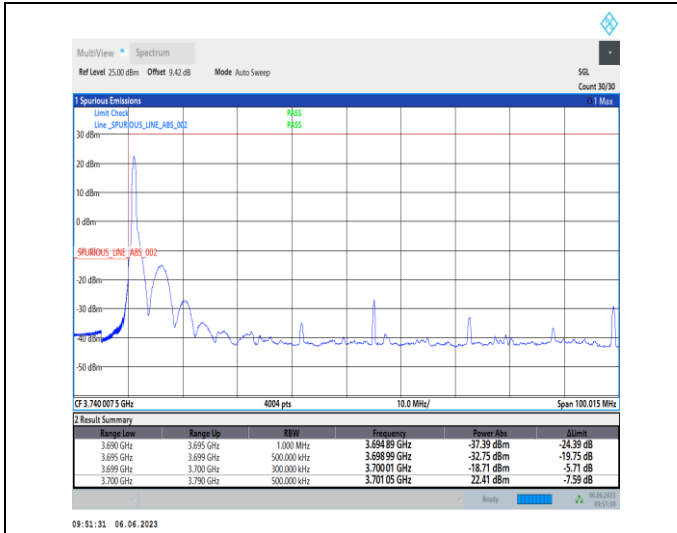 MultiView Spectrum
Ref Level 25.00 dBm Offset 9.42 dB Mode Auto Sweep SGL
Count 30/30
1 Spurious Emissions 1 Max
Limit Check PASS
Line _SPURIOUS_LINE_ABS_002 PASS
30 dBm
20 dBm
10 dBm
0 dBm
_SPURIOUS_LINE_ABS_002
-20 dBm
-30 dBm
-40 dBm
-50 dBm
CF 3.740 007 5 GHz 4004 pts 10.0 MHz/ Span 100.015 MHz
2 Result Summary
Range Low Range Up RBW Frequency Power Abs ΔLimit
3.690 GHz 3.695 GHz 1.000 MHz 3.694 89 GHz -37.39 dBm -24.39 dB
3.695 GHz 3.699 GHz 500.000 kHz 3.698 99 GHz -32.75 dBm -19.75 dB
3.699 GHz 3.700 GHz 300.000 kHz 3.700 01 GHz -18.71 dBm -5.71 dB
3.700 GHz 3.790 GHz 500.000 kHz 3.701 05 GHz 22.41 dBm -7.59 dB
Ready 06.06.2023
09:51:30
09:51:31 06.06.2023